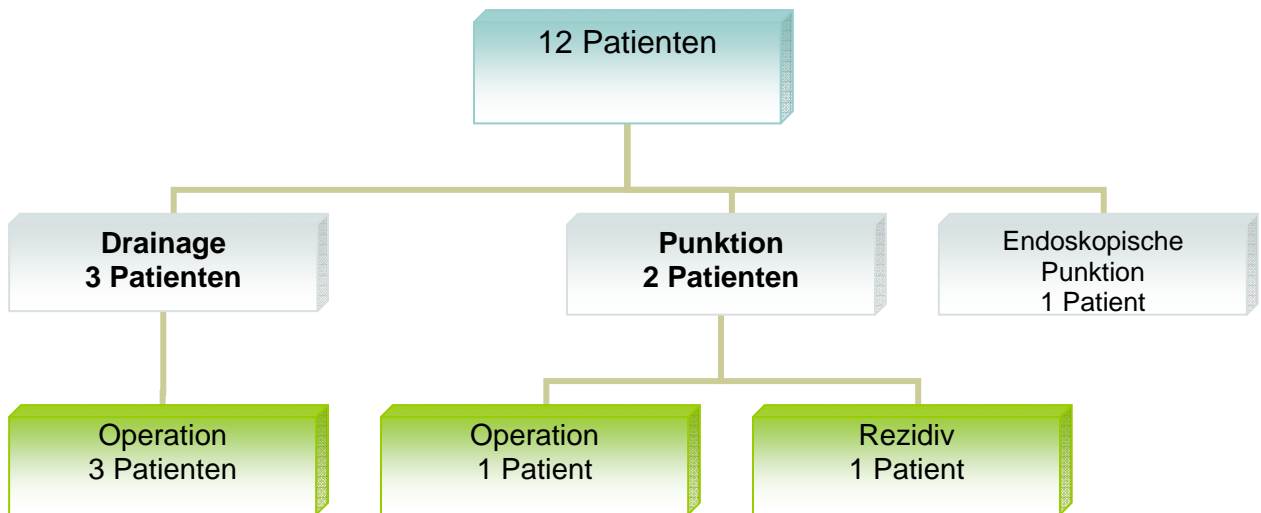 12 Patienten
Drainage
3 Patienten
Punktion
2 Patienten
Endoskopische
Punktion
1 Patient
Operation
3 Patienten
Operation
1 Patient
Rezidiv
1 Patient